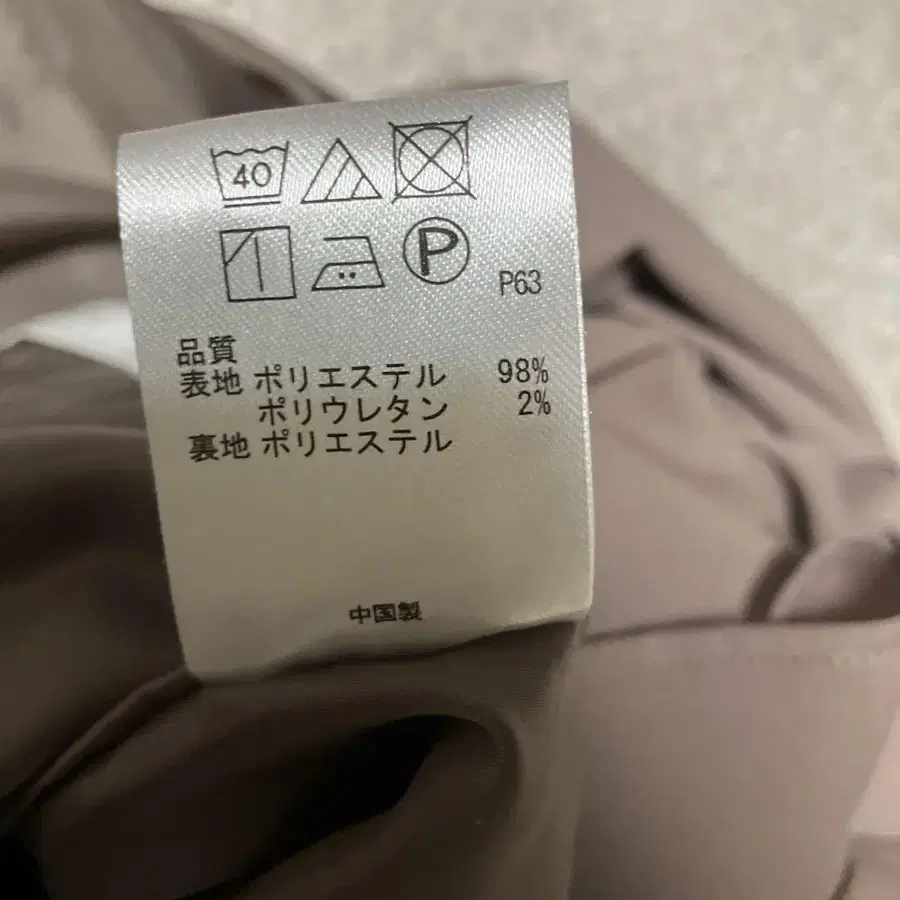 40
P
P63
品質
表地 ポリエステル 98%
ポリウレタン 2%
裏地 ポリエステル
中国製